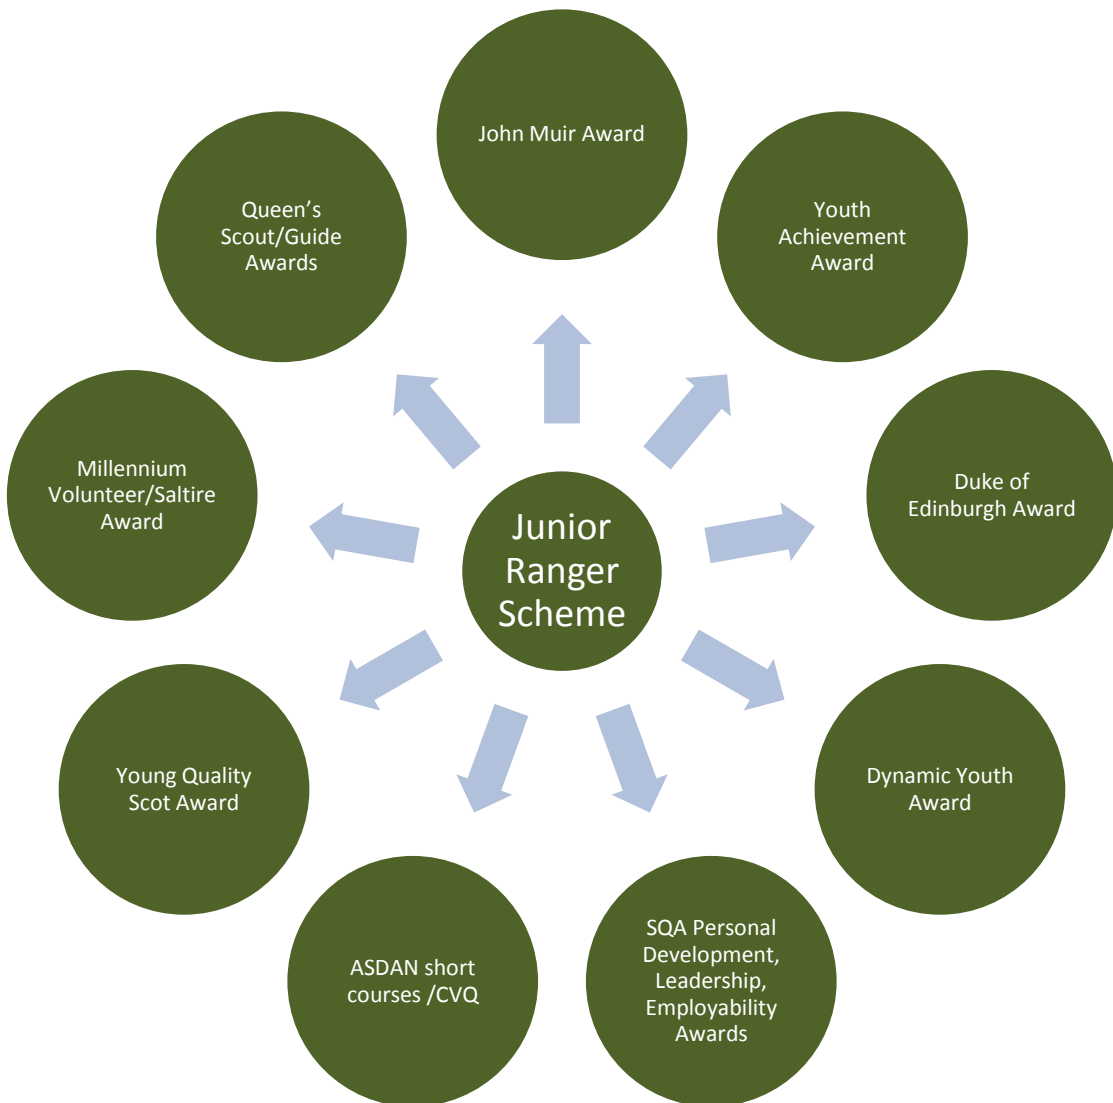 John Muir Award
Queen's
Scout/Guide
Awards
Youth
Achievement
Award
Millennium
Volunteer/Saltire
Award
Duke of
Edinburgh Award
Junior
Ranger
Scheme
Young Quality
Scot Award
Dynamic Youth
Award
ASDAN short
courses /CVQ
SQA Personal
Development,
Leadership,
Employability
Awards